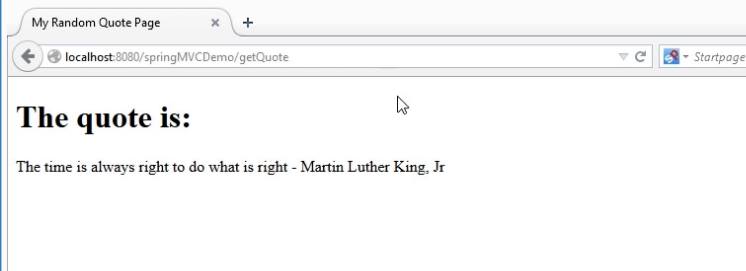 My Random Quote Page
localhost:8080/springMVCDemo/getQuote
Startpage
The quote is:
The time is always right to do what is right - Martin Luther King, Jr